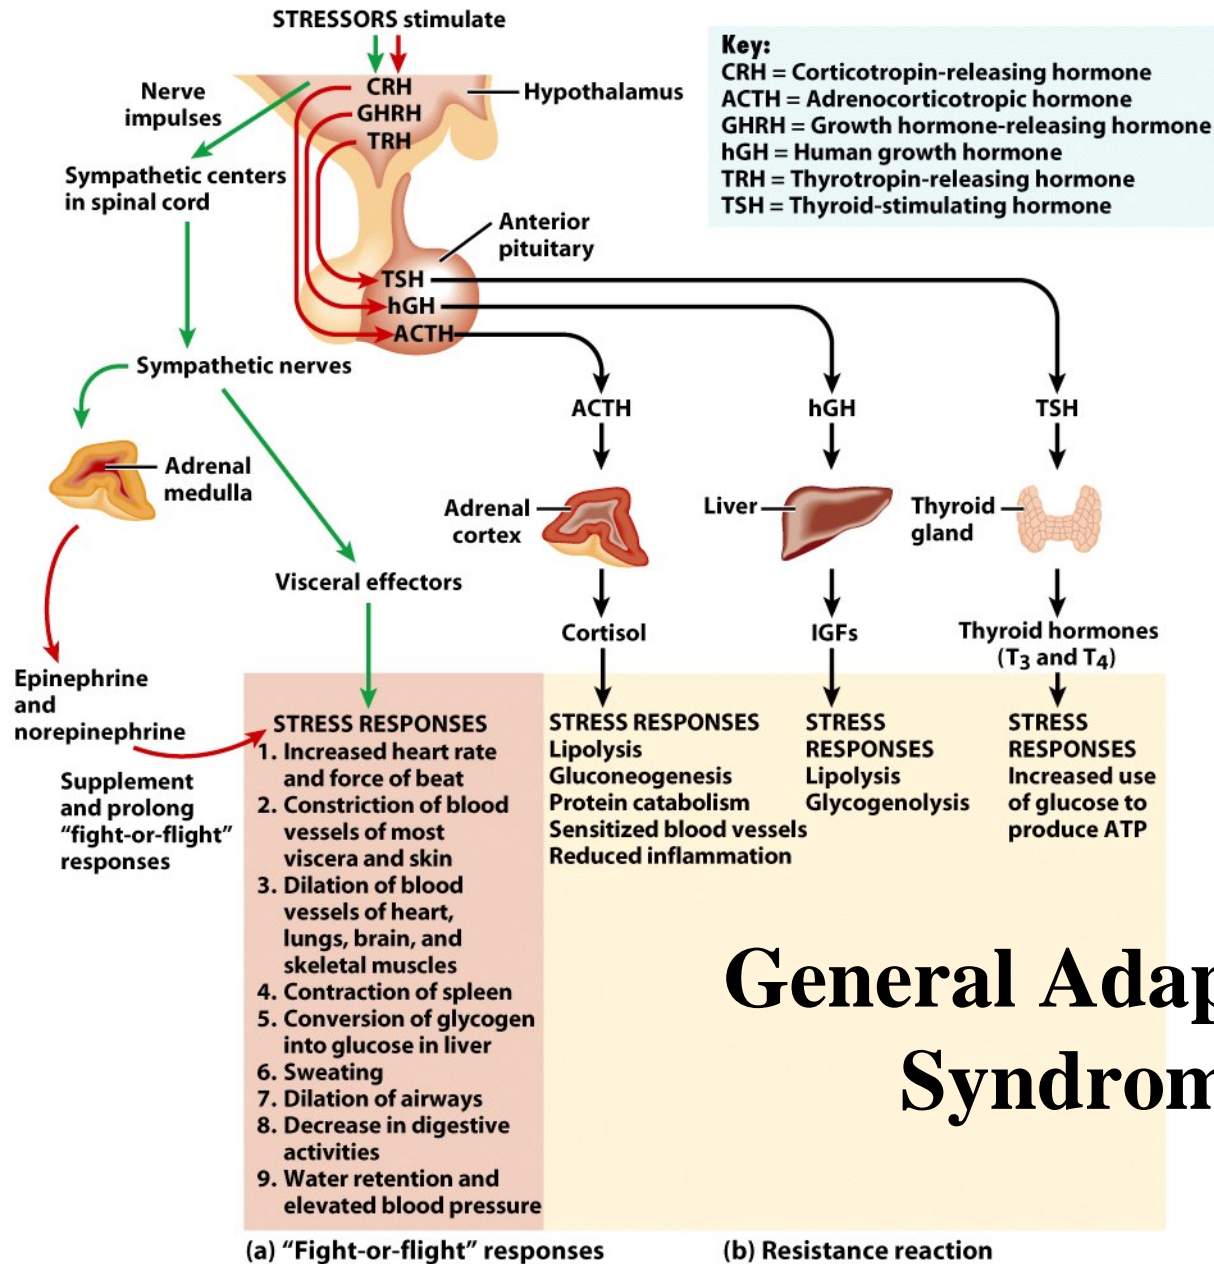 STRESSORS stimulate
Key:
CRH = Corticotropin-releasing hormone
ACTH = Adrenocorticotropic hormone
GHRH = Growth hormone-releasing hormone
hGH = Human growth hormone
TRH = Thyrotropin-releasing hormone
TSH = Thyroid-stimulating hormone
CRH
GHRH
TRH
Hypothalamus
Nerve
impulses
Sympathetic centers
in spinal cord
Anterior
pituitary
TSH
hGH
ACTH
Sympathetic nerves
ACTH
hGH
TSH
Adrenal
medulla
Adrenal
cortex
Liver
Thyroid
gland
Visceral effectors
Cortisol
IGFs
Thyroid hormones
(T3 and T4)
Epinephrine
and
norepinephrine
Supplement
and prolong
“fight-or-flight”
responses
STRESS RESPONSES
1. Increased heart rate
and force of beat
2. Constriction of blood
vessels of most
viscera and skin
3. Dilation of blood
vessels of heart,
lungs, brain, and
skeletal muscles
4. Contraction of spleen
5. Conversion of glycogen
into glucose in liver
6. Sweating
7. Dilation of airways
8. Decrease in digestive
activities
9. Water retention and
elevated blood pressure
STRESS RESPONSES
Lipolysis
Gluconeogenesis
Protein catabolism
Sensitized blood vessels
Reduced inflammation
STRESS
RESPONSES
Lipolysis
Glycogenolysis
STRESS
RESPONSES
Increased use
of glucose to
produce ATP
General Adap
Syndrom
(a) “Fight-or-flight” responses
(b) Resistance reaction